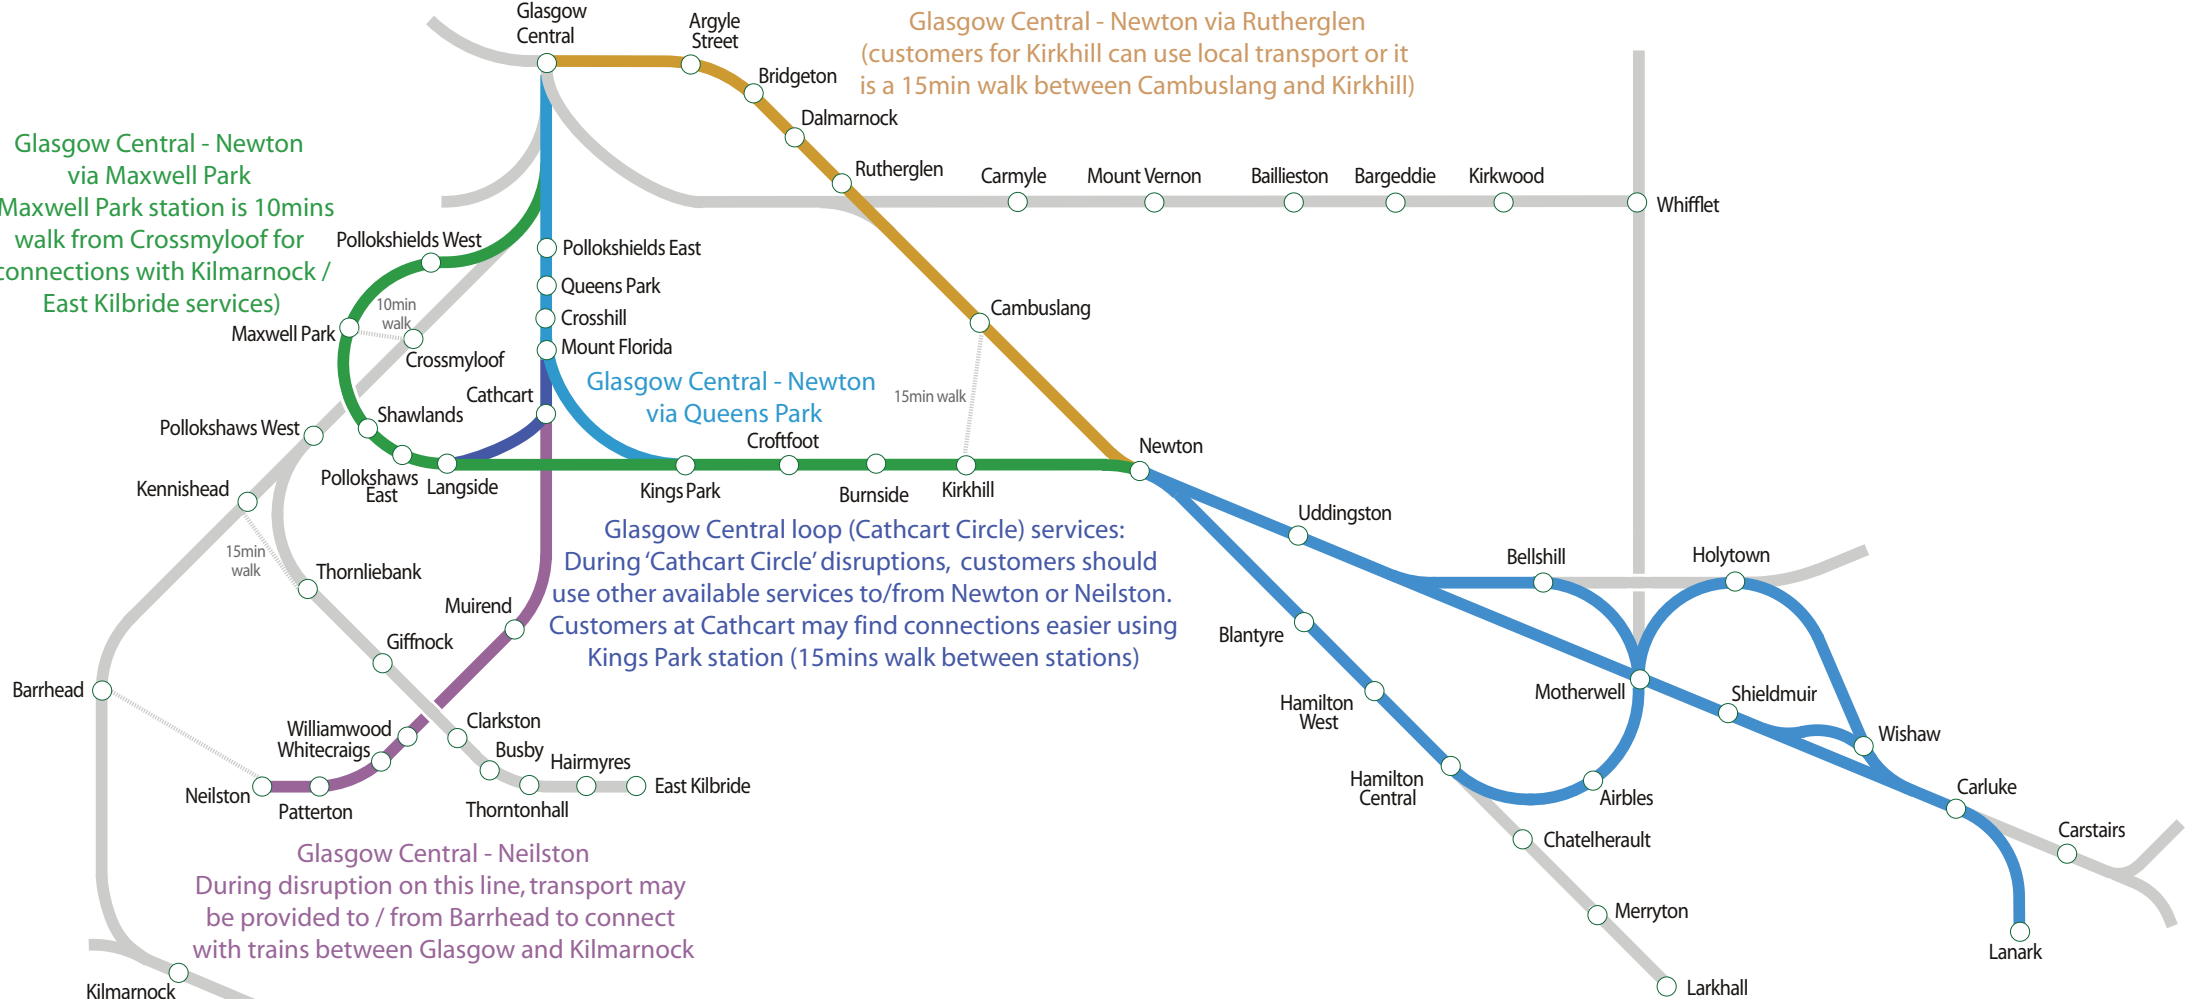 Glasgow
Central
Argyle
Street
Glasgow Central - Newton via Rutherglen
(customers for Kirkhill can use local transport or it
is a 15min walk between Cambuslang and Kirkhill)
Bridgeton
Dalmarnock
Rutherglen
Carmyle
Mount Vernon
Baillieston
Bargeddie
Kirkwood
Whifflet
Glasgow Central - Newton
via Maxwell Park
Maxwell Park station is 10mins
walk from Crossmyloof for
connections with Kilmarnock /
East Kilbride services)
Pollokshields West
Pollokshields East
Queens Park
Crosshill
Mount Florida
10min
walk
Maxwell Park
Crossmyloof
Cambuslang
Cathcart
Glasgow Central - Newton
via Queens Park
15min walk
Shawlands
Pollokshaws West
Croftfoot
Newton
Pollokshaws
East
Langside
Kings Park
Burnside
Kirkhill
Kennishead
15min
walk
Thornliebank
Glasgow Central loop (Cathcart Circle) services:
During ‘Cathcart Circle’ disruptions, customers should
use other available services to/from Newton or Neilston.
Customers at Cathcart may find connections easier using
Kings Park station (15mins walk between stations)
Uddingston
Bellshill
Holytown
Muirend
Giffnock
Blantyre
Barrhead
Hamilton
West
Motherwell
Shieldmuir
Williamwood
Whitecraigs
Clarkston
Busby
Hairmyres
East Kilbride
Wishaw
Neilston
Patterton
Thorntonhall
Hamilton
Central
Airbles
Carluke
Chatelherault
Carstairs
Glasgow Central - Neilston
During disruption on this line, transport may
be provided to / from Barrhead to connect
with trains between Glasgow and Kilmarnock
Merryton
Lanark
Kilmarnock
Larkhall